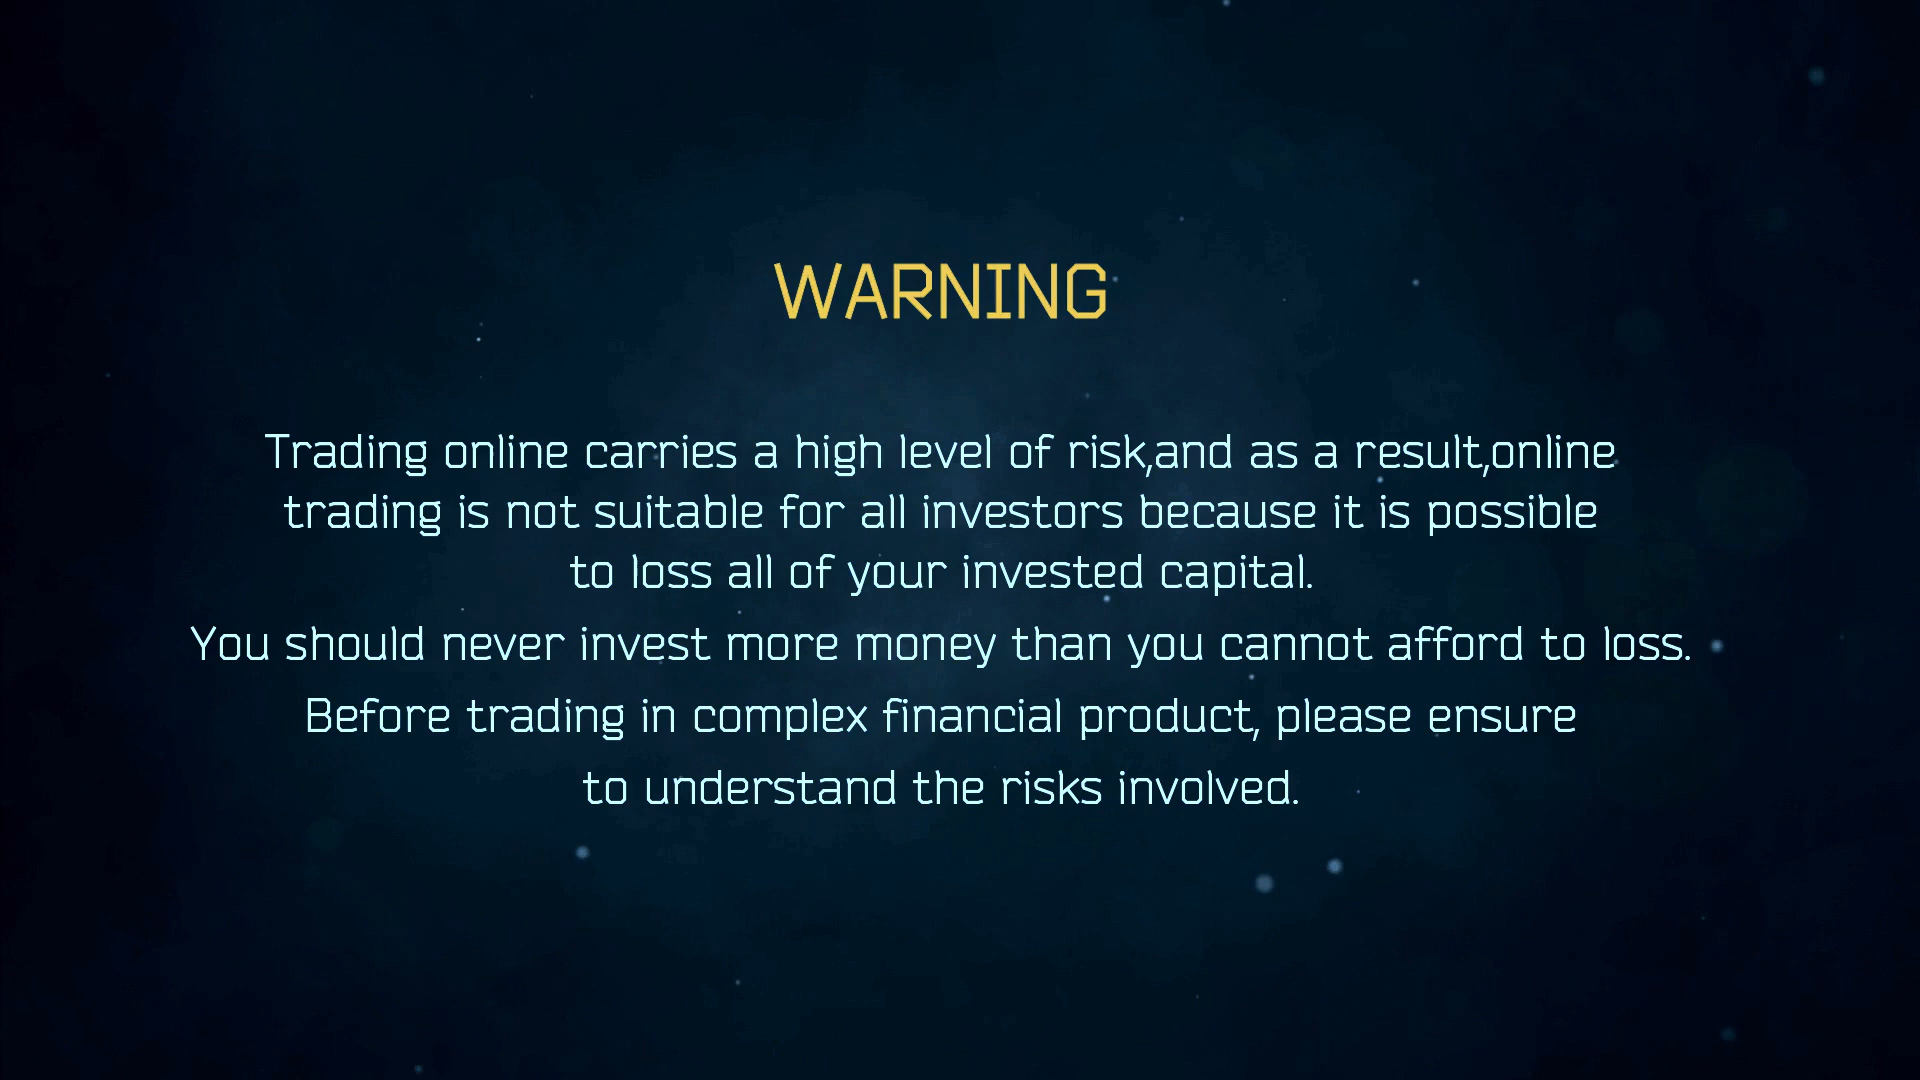 WARNING
Trading online carries a high level of risk,and as a result,online
trading is not suitable for all investors because it is possible
to loss all of your invested capital.
You should never invest more money than you cannot afford to loss.
Before trading in complex financial product, please ensure
to understand the risks involved.